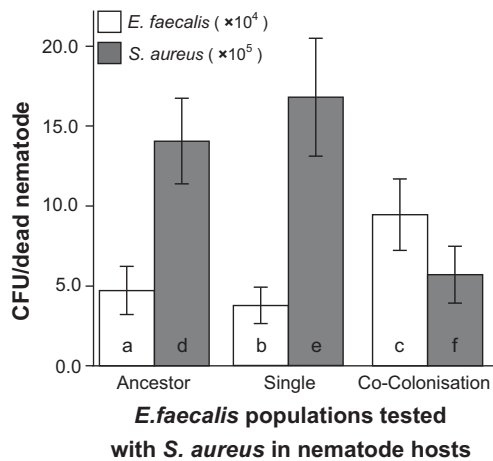 E. faecalis ( ×10⁴)
S. aureus ( ×10⁵)
CFU/dead nematode
20.0
15.0
10.0
5.0
0.0
a d b e c f
Ancestor Single Co-Colonisation
E.faecalis populations tested
with S. aureus in nematode hosts